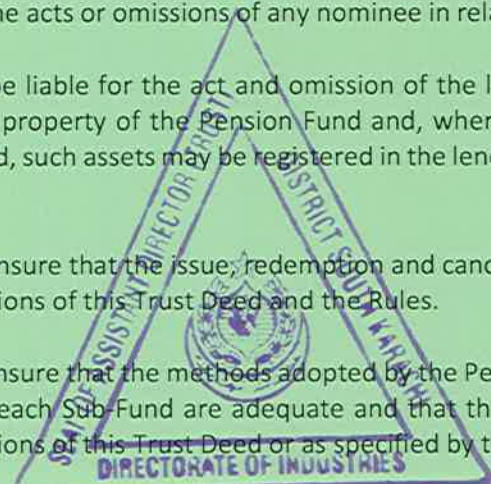 he acts or omissions of any nominee in rela
be liable for the act and omission of the l
property of the Pension Fund and, wher
d, such assets may be registered in the lend
nsure that the issue, redemption and canc
ions of this Trust Deed and the Rules.
nsure that the methods adopted by the Pe
each Sub-Fund are adequate and that th
ions of this Trust Deed or as specified by t
SEAL OF ASSISTANT DIRECTOR (TRUST)
DISTRICT SOUTH KARACHI
DIRECTORATE OF INDUSTRIES